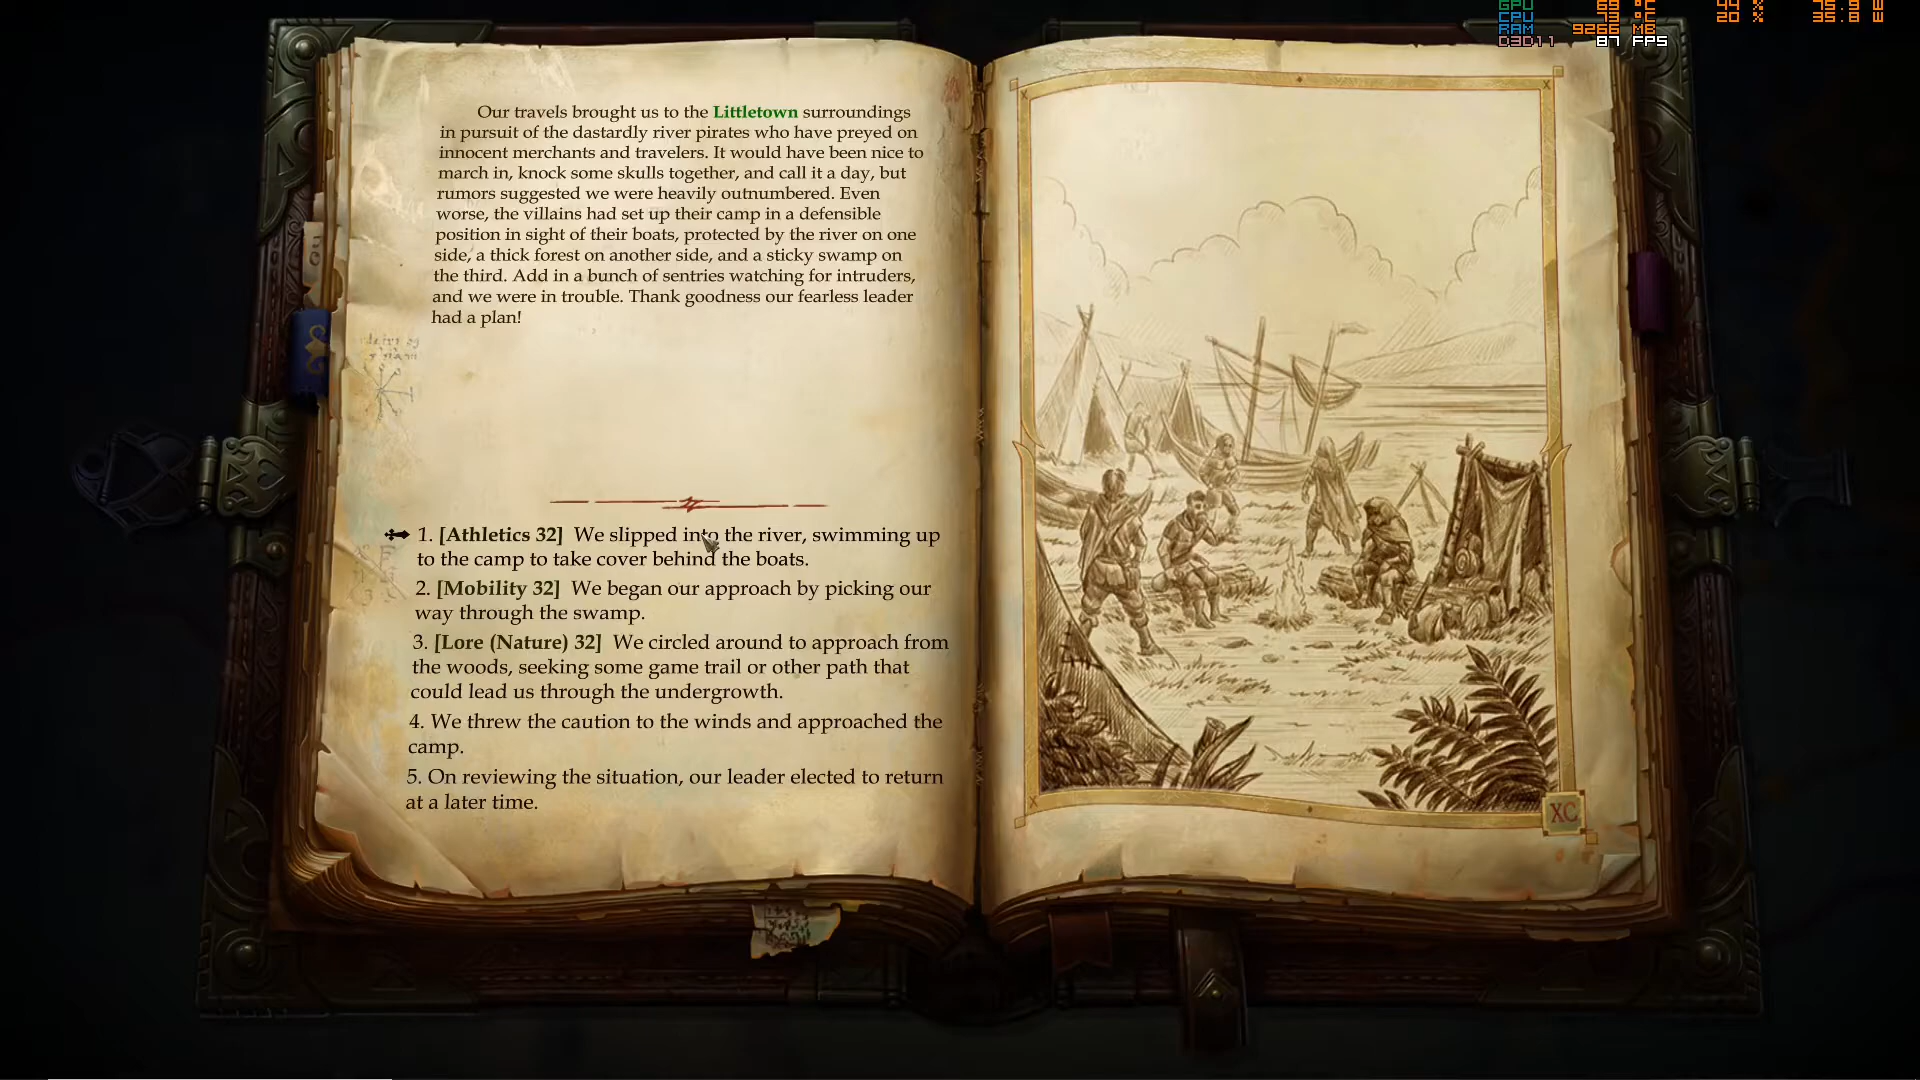 GPU 69 °C 44 % 75.9 W
CPU 73 °C 20 % 35.8 W
RAM 9266 MB
D3D11 87 FPS
Our travels brought us to the Littletown surroundings
in pursuit of the dastardly river pirates who have preyed on
innocent merchants and travelers. It would have been nice to
march in, knock some skulls together, and call it a day, but
rumors suggested we were heavily outnumbered. Even
worse, the villains had set up their camp in a defensible
position in sight of their boats, protected by the river on one
side, a thick forest on another side, and a sticky swamp on
the third. Add in a bunch of sentries watching for intruders,
and we were in trouble. Thank goodness our fearless leader
had a plan!
1. [Athletics 32] We slipped into the river, swimming up
to the camp to take cover behind the boats.
2. [Mobility 32] We began our approach by picking our
way through the swamp.
3. [Lore (Nature) 32] We circled around to approach from
the woods, seeking some game trail or other path that
could lead us through the undergrowth.
4. We threw the caution to the winds and approached the
camp.
5. On reviewing the situation, our leader elected to return
at a later time.
XC